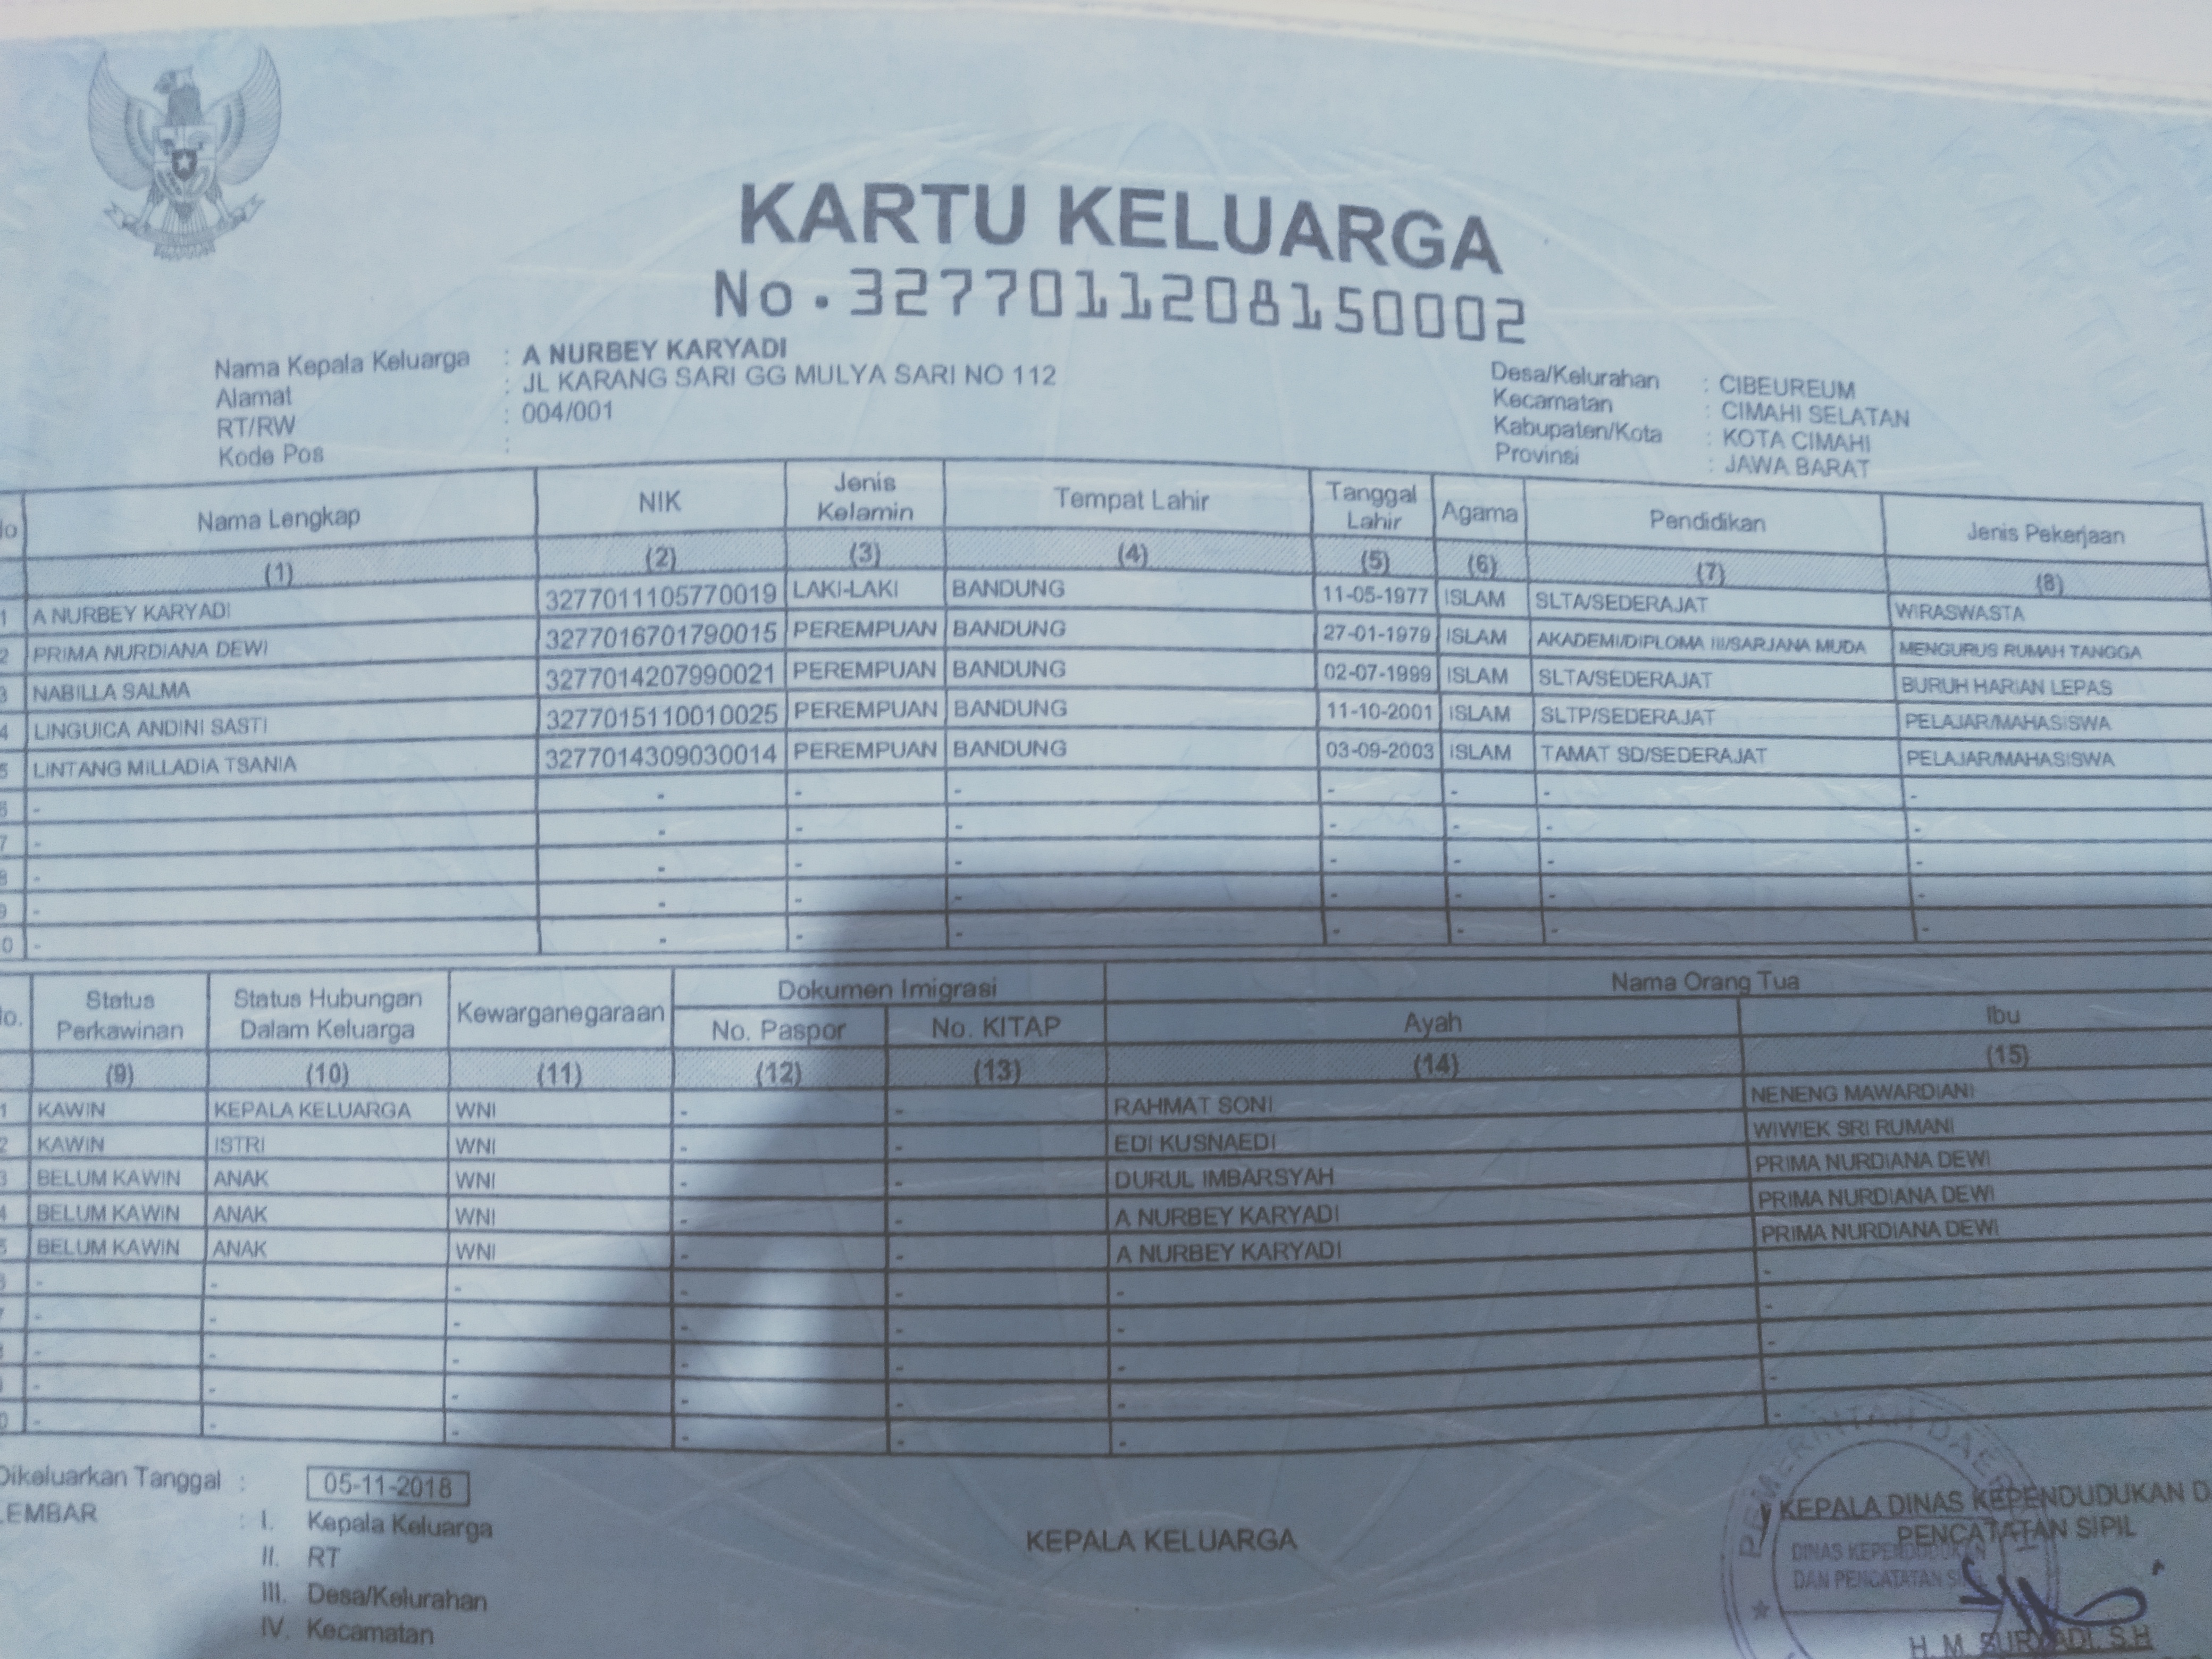 KARTU KELUARGA
No.3277011208150002
Nama Kepala Keluarga : A NURBEY KARYADI
Alamat : JL KARANG SARI GG MULYA SARI NO 112
RT/RW : 004/001
Kode Pos :
Desa/Kelurahan : CIBEUREUM
Kecamatan : CIMAHI SELATAN
Kabupaten/Kota : KOTA CIMAHI
Provinsi : JAWA BARAT
No Nama Lengkap NIK Jenis Kelamin Tempat Lahir Tanggal Lahir Agama Pendidikan Jenis Pekerjaan
(1) (2) (3) (4) (5) (6) (7) (8)
1 A NURBEY KARYADI 3277011105770019 LAKI-LAKI BANDUNG 11-05-1977 ISLAM SLTA/SEDERAJAT WIRASWASTA
2 PRIMA NURDIANA DEWI 3277016701790015 PEREMPUAN BANDUNG 27-01-1979 ISLAM AKADEMI/DIPLOMA III/SARJANA MUDA MENGURUS RUMAH TANGGA
3 NABILLA SALMA 3277014207990021 PEREMPUAN BANDUNG 02-07-1999 ISLAM SLTA/SEDERAJAT BURUH HARIAN LEPAS
4 LINGUICA ANDINI SASTI 3277015110010025 PEREMPUAN BANDUNG 11-10-2001 ISLAM SLTP/SEDERAJAT PELAJAR/MAHASISWA
5 LINTANG MILLADIA TSANIA 3277014309030014 PEREMPUAN BANDUNG 03-09-2003 ISLAM TAMAT SD/SEDERAJAT PELAJAR/MAHASISWA
6 - - - - - - - -
7 - - - - - - - -
8 - - - - - - - -
9 - - - - - - - -
0 - - - - - - - -
No. Status Perkawinan Status Hubungan Dalam Keluarga Kewarganegaraan Dokumen Imigrasi Nama Orang Tua
No. Paspor No. KITAP Ayah Ibu
(9) (10) (11) (12) (13) (14) (15)
1 KAWIN KEPALA KELUARGA WNI - - RAHMAT SONI NENENG MAWARDIANI
2 KAWIN ISTRI WNI - - EDI KUSNAEDI WIWIEK SRI RUMANI
3 BELUM KAWIN ANAK WNI - - DURUL IMBARSYAH PRIMA NURDIANA DEWI
4 BELUM KAWIN ANAK WNI - - A NURBEY KARYADI PRIMA NURDIANA DEWI
5 BELUM KAWIN ANAK WNI - - A NURBEY KARYADI PRIMA NURDIANA DEWI
- - - - - - -
- - - - - - -
- - - - - - -
- - - - - - -
0 - - - - - - -
Dikeluarkan Tanggal : 05-11-2018
LEMBAR : I. Kepala Keluarga
II. RT
III. Desa/Kelurahan
IV. Kecamatan
KEPALA KELUARGA
KEPALA DINAS KEPENDUDUKAN D
PENCATATAN SIPIL
PEMERINTAH DAE
DINAS KEPENDUDUKAN
DAN PENCATATAN SIPIL
H. M. SURYADI, S.H